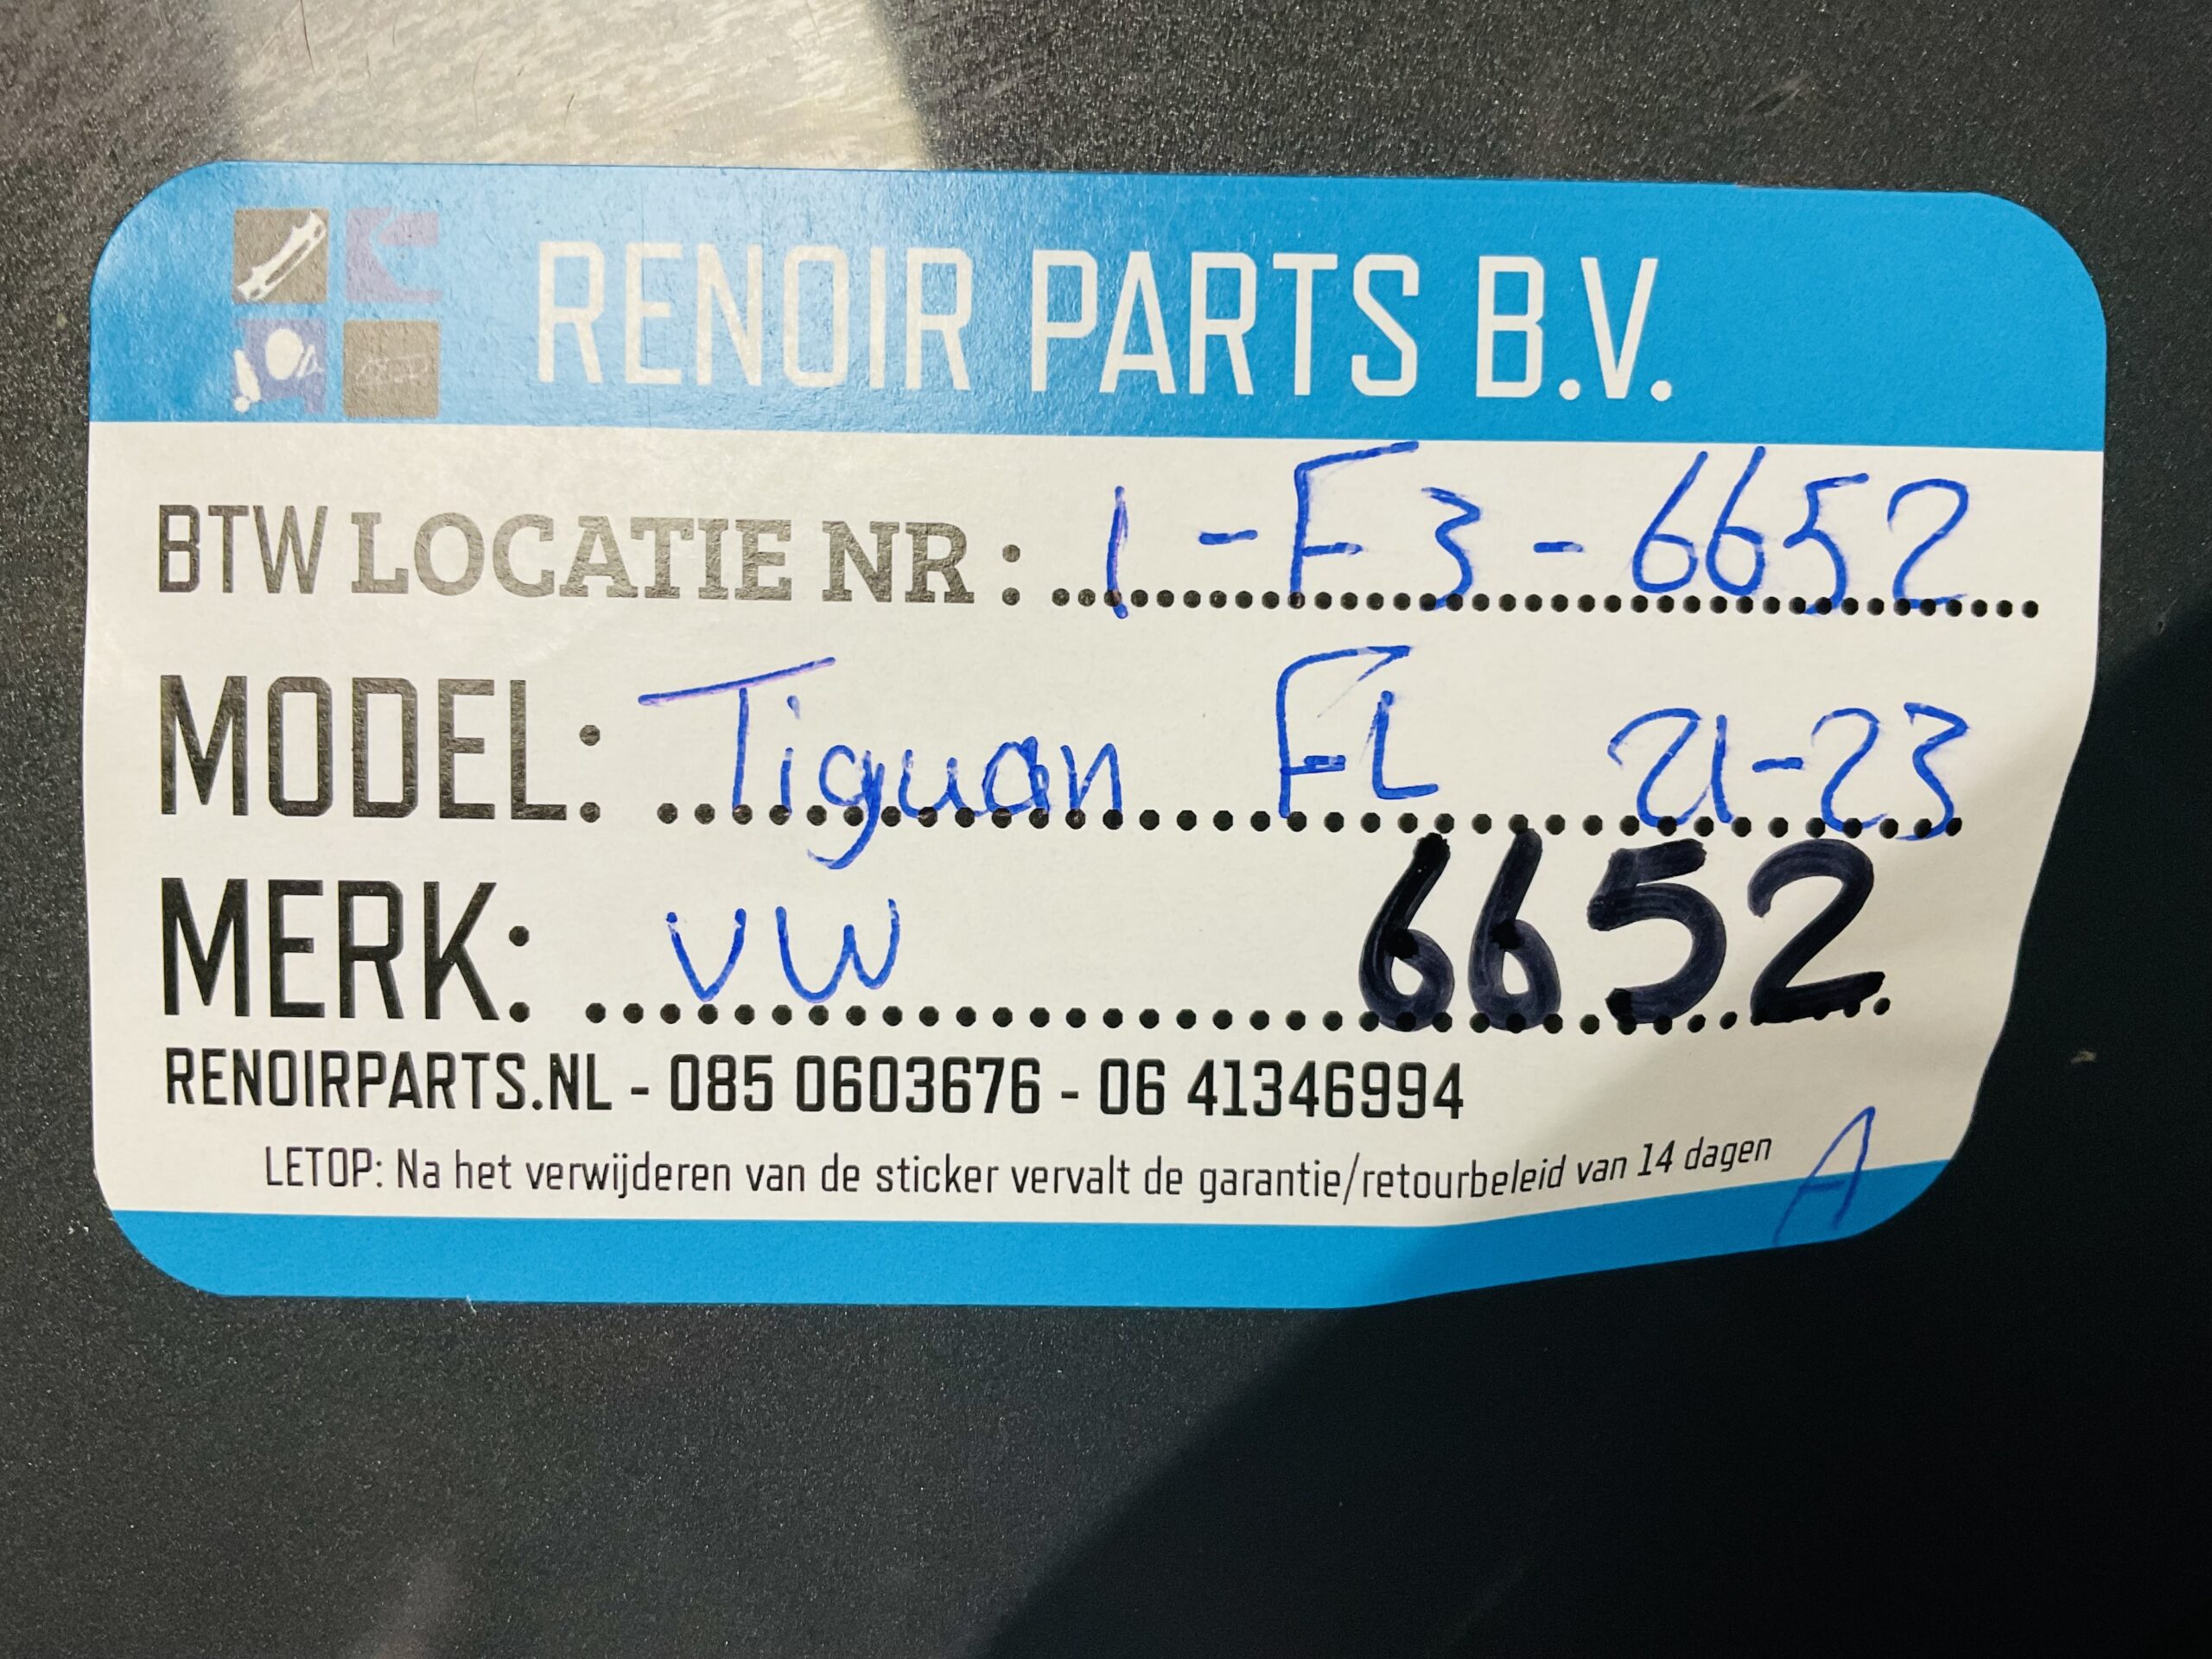 RENOIR PARTS B.V.
BTW LOCATIE NR : 1-F3-6652
MODEL: Tiguan FL 21-23
MERK: VW 6652
RENOIRPARTS.NL - 085 0603676 - 06 41346994
LETOP: Na het verwijderen van de sticker vervalt de garantie/retourbeleid van 14 dagen
A